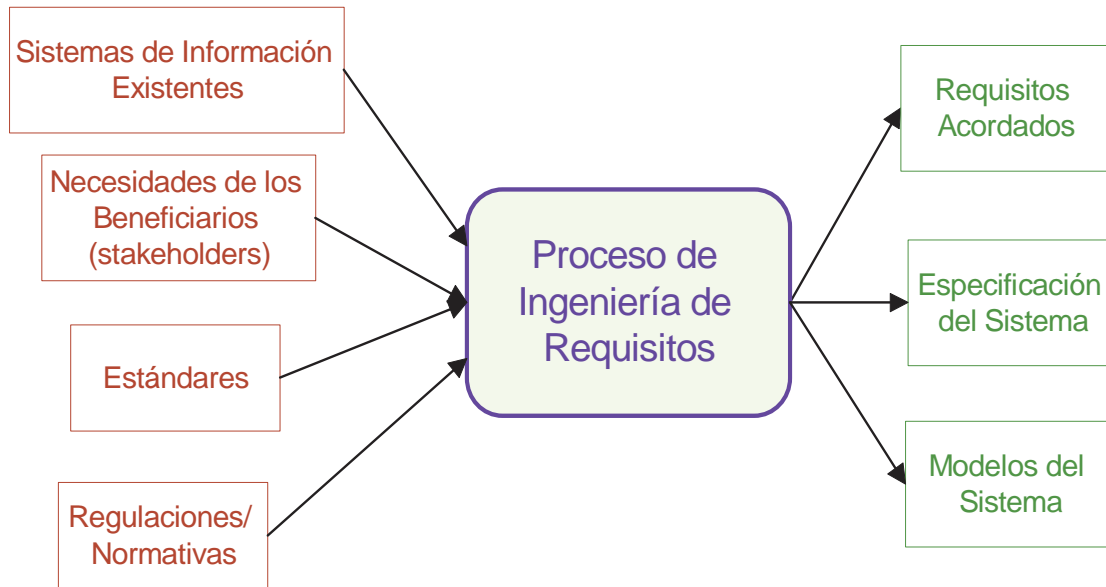 Sistemas de Información
Existentes
Necesidades de los
Beneficiarios
(stakeholders)
Estándares
Regulaciones/
Normativas
Proceso de
Ingeniería de
Requisitos
Requisitos
Acordados
Especificación
del Sistema
Modelos del
Sistema